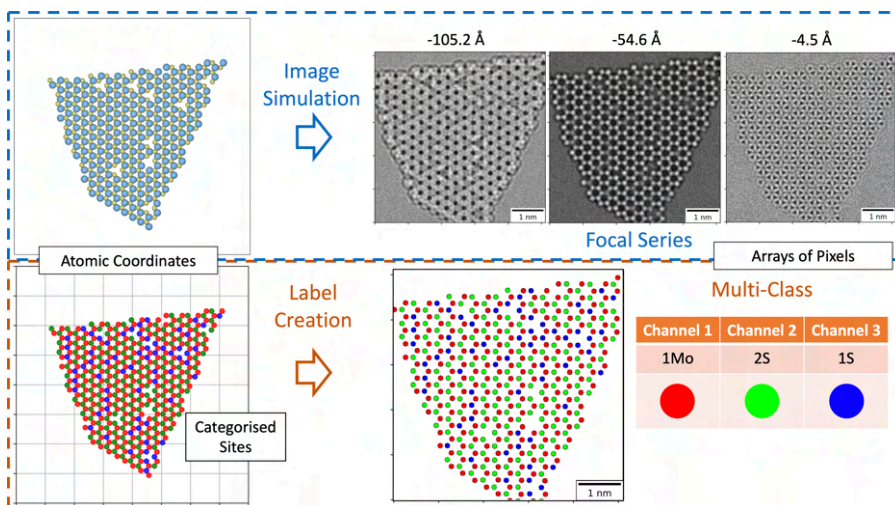 -105.2 Å
-54.6 Å
-4.5 Å
Image
Simulation
1 nm
1 nm
1 nm
Focal Series
Atomic Coordinates
Arrays of Pixels
Label
Creation
Multi-Class
Channel 1 Channel 2 Channel 3
1Mo 2S 1S
Categorised
Sites
1 nm